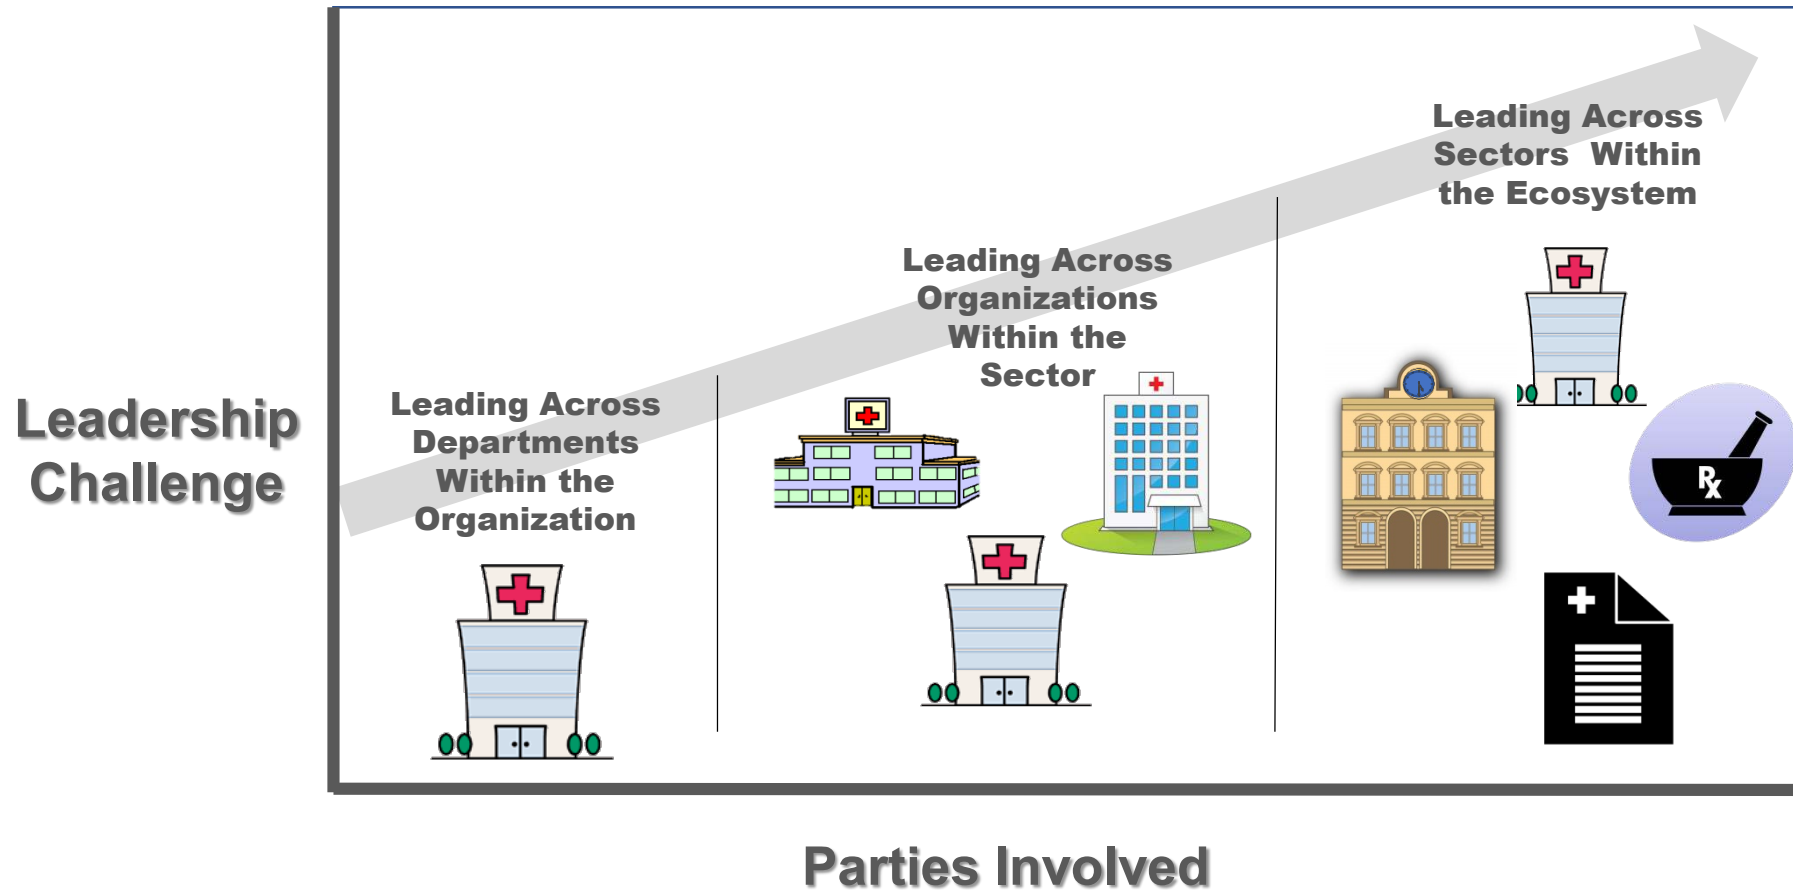 Leading Across
Sectors Within
the Ecosystem
Leading Across
Organizations
Within the
Sector
Leading Across
Departments
Within the
Organization
Leadership
Challenge
Rx
Parties Involved